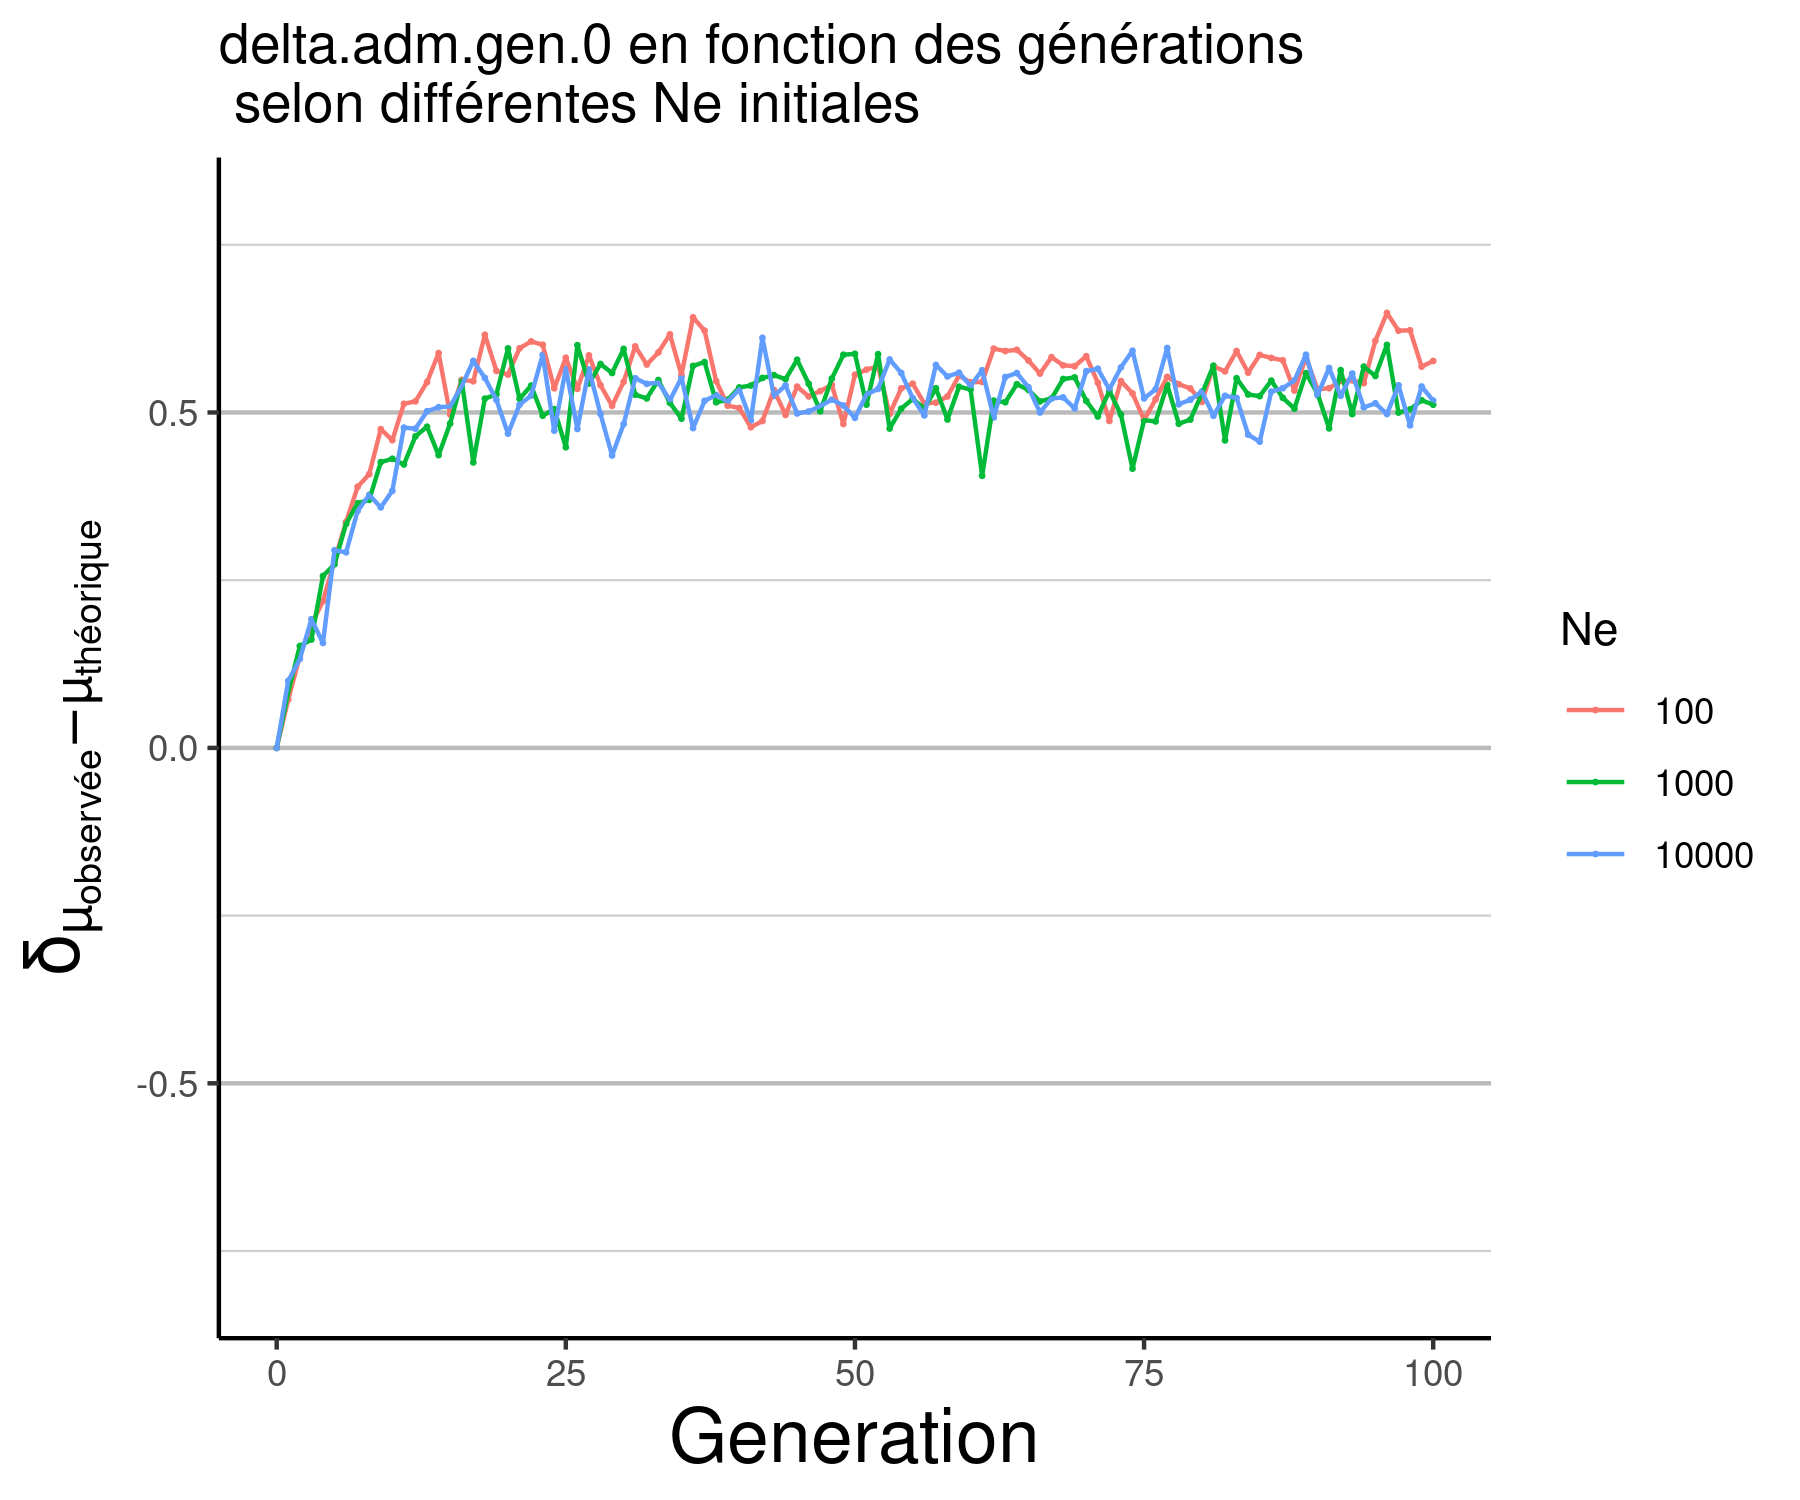 delta.adm.gen.0 en fonction des générations
selon différentes Ne initiales
δμobservée−μthéorique
0.5
0.0
-0.5
0 25 50 75 100
Generation
Ne
100
1000
10000